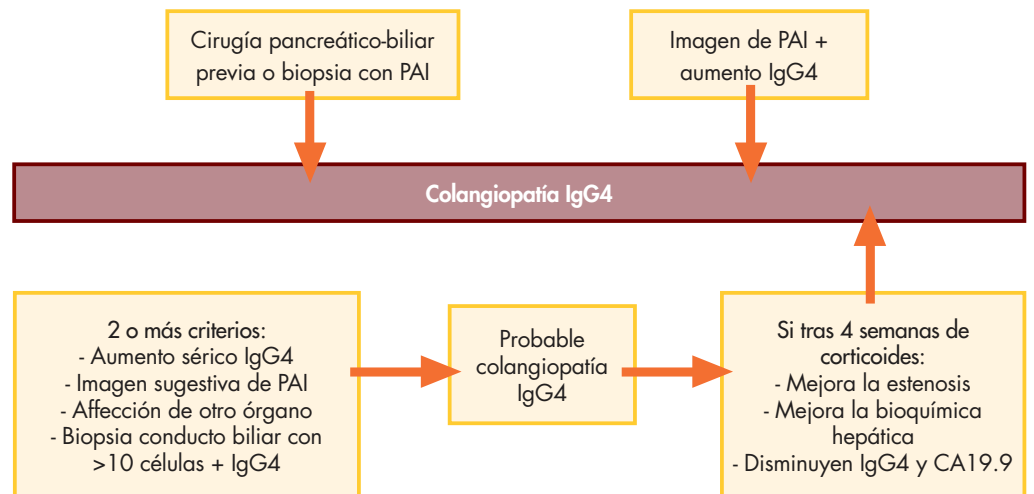 Cirugía pancreático-biliar
previa o biopsia con PAI
Imagen de PAI +
aumento IgG4
Colangiopatía IgG4
2 o más criterios:
- Aumento sérico IgG4
- Imagen sugestiva de PAI
- Affección de otro órgano
- Biopsia conducto biliar con
>10 células + IgG4
Probable
colangiopatía
IgG4
Si tras 4 semanas de
corticoides:
- Mejora la estenosis
- Mejora la bioquímica
hepática
- Disminuyen IgG4 y CA19.9